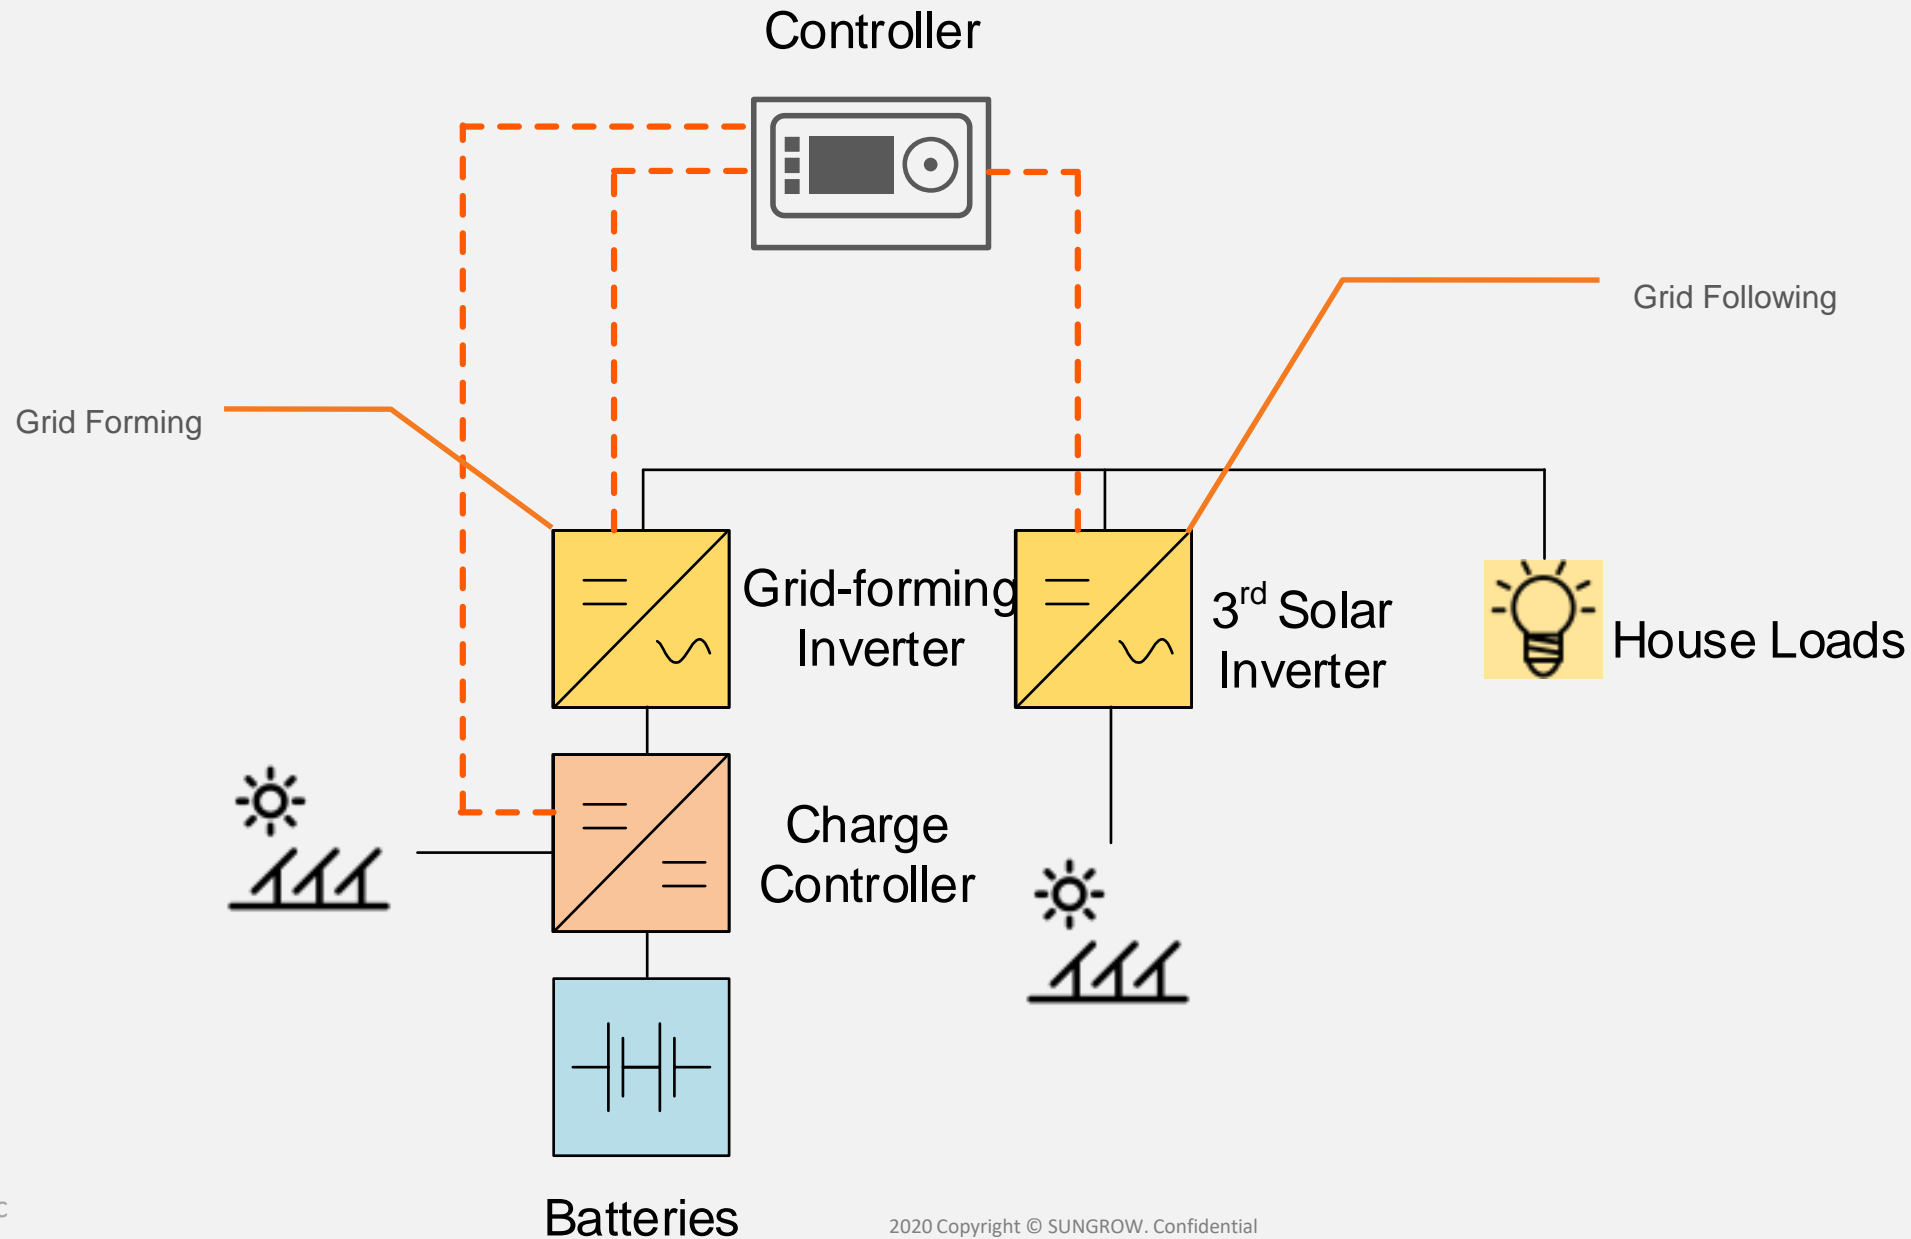 Controller
Grid Following
Grid Forming
Grid-forming
Inverter
3rd Solar
Inverter
House Loads
Charge
Controller
Batteries
c
2020 Copyright © SUNGROW. Confidential